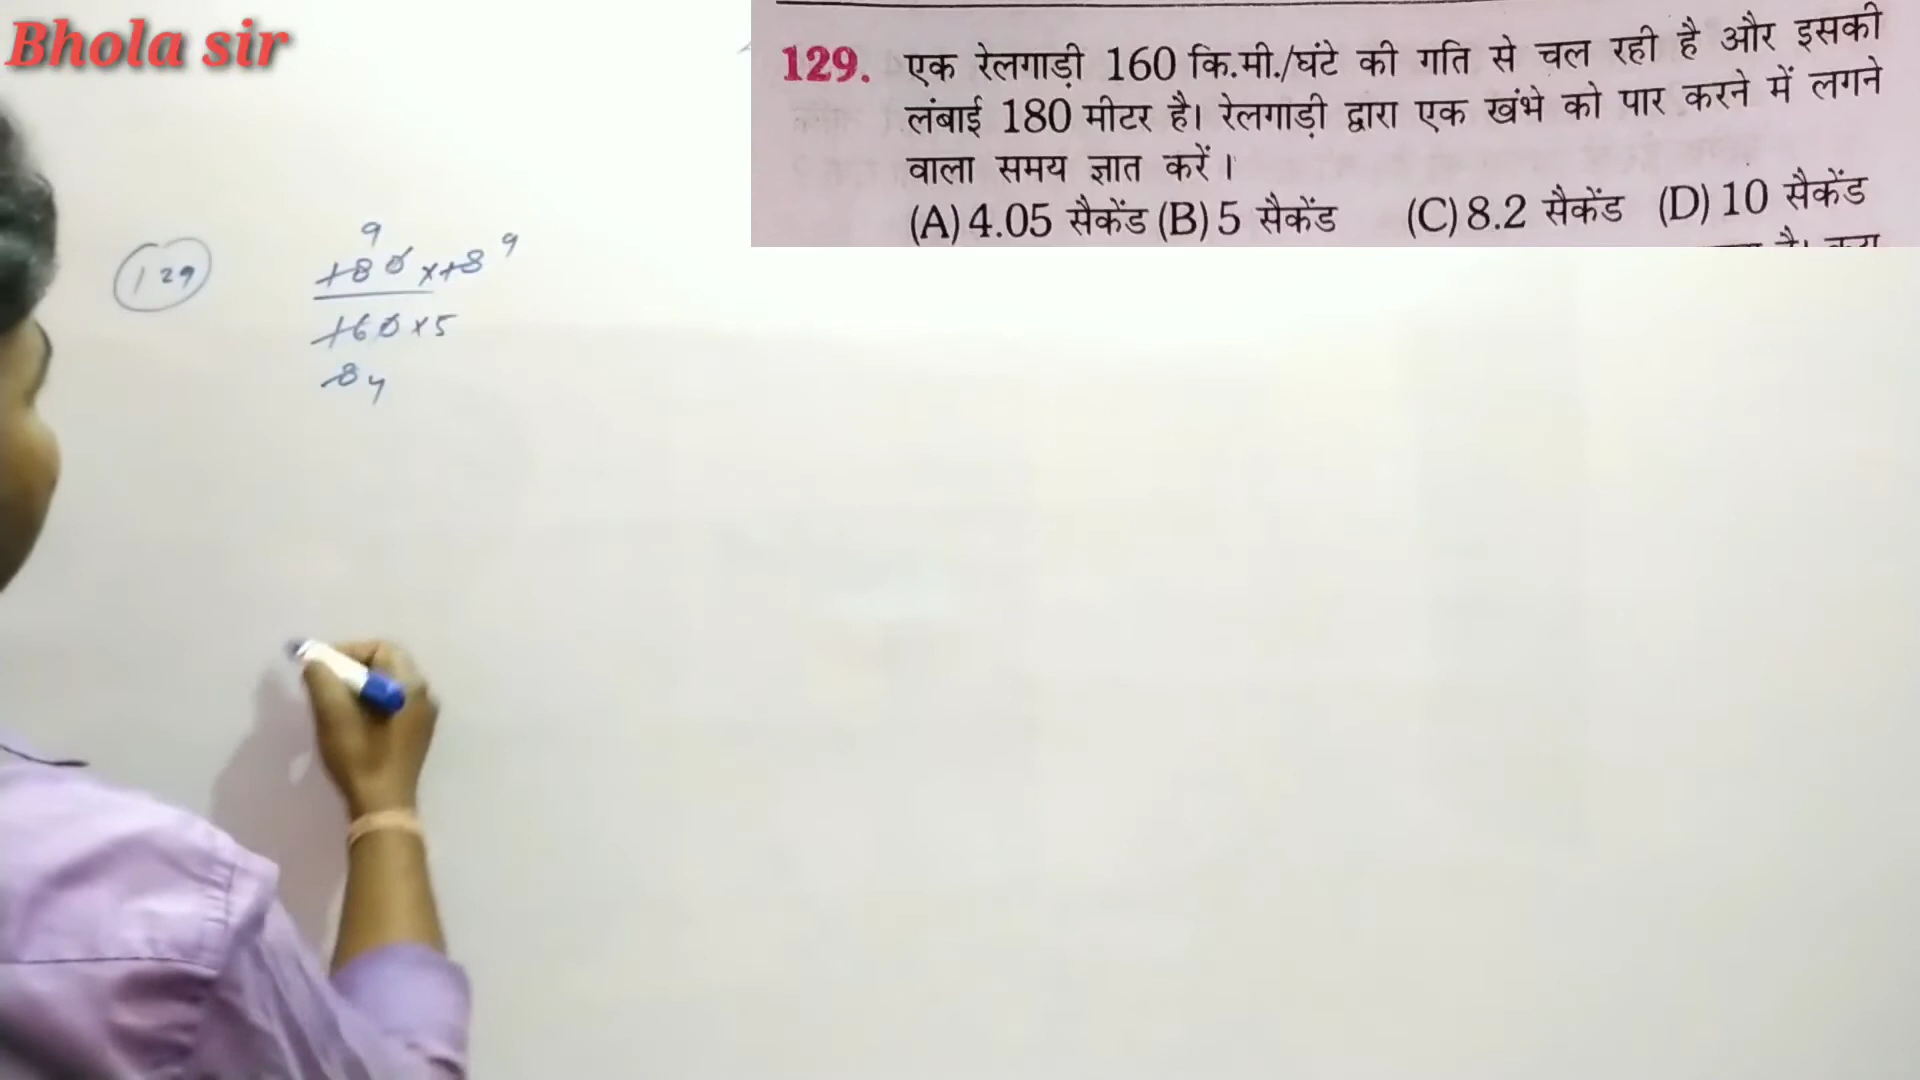 Bhola sir
129. एक रेलगाड़ी 160 कि.मी./घंटे की गति से चल रही है और इसकी
लंबाई 180 मीटर है। रेलगाड़ी द्वारा एक खंभे को पार करने में लगने
वाला समय ज्ञात करें।
(A) 4.05 सैकेंड (B) 5 सैकेंड (C) 8.2 सैकेंड (D) 10 सैकेंड
129
9 9
180 × 18
160 × 5
8 4